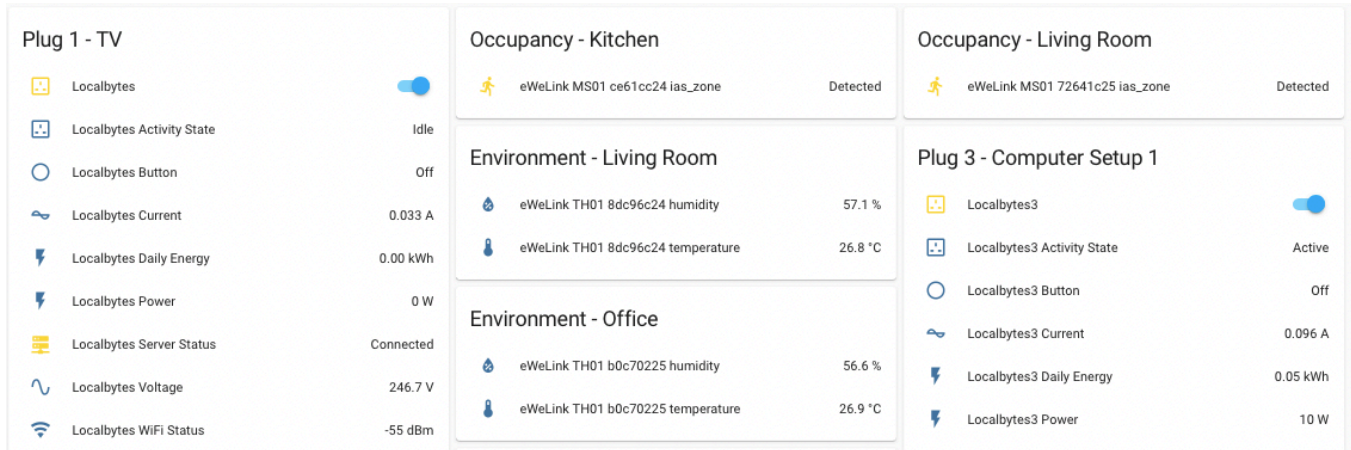 Plug 1 - TV
Localbytes
Localbytes Activity State Idle
Localbytes Button Off
Localbytes Current 0.033 A
Localbytes Daily Energy 0.00 kWh
Localbytes Power 0 W
Localbytes Server Status Connected
Localbytes Voltage 246.7 V
Localbytes WiFi Status -55 dBm
Occupancy - Kitchen
eWeLink MS01 ce61cc24 ias_zone Detected
Environment - Living Room
eWeLink TH01 8dc96c24 humidity 57.1 %
eWeLink TH01 8dc96c24 temperature 26.8 °C
Environment - Office
eWeLink TH01 b0c70225 humidity 56.6 %
eWeLink TH01 b0c70225 temperature 26.9 °C
Occupancy - Living Room
eWeLink MS01 72641c25 ias_zone Detected
Plug 3 - Computer Setup 1
Localbytes3
Localbytes3 Activity State Active
Localbytes3 Button Off
Localbytes3 Current 0.096 A
Localbytes3 Daily Energy 0.05 kWh
Localbytes3 Power 10 W